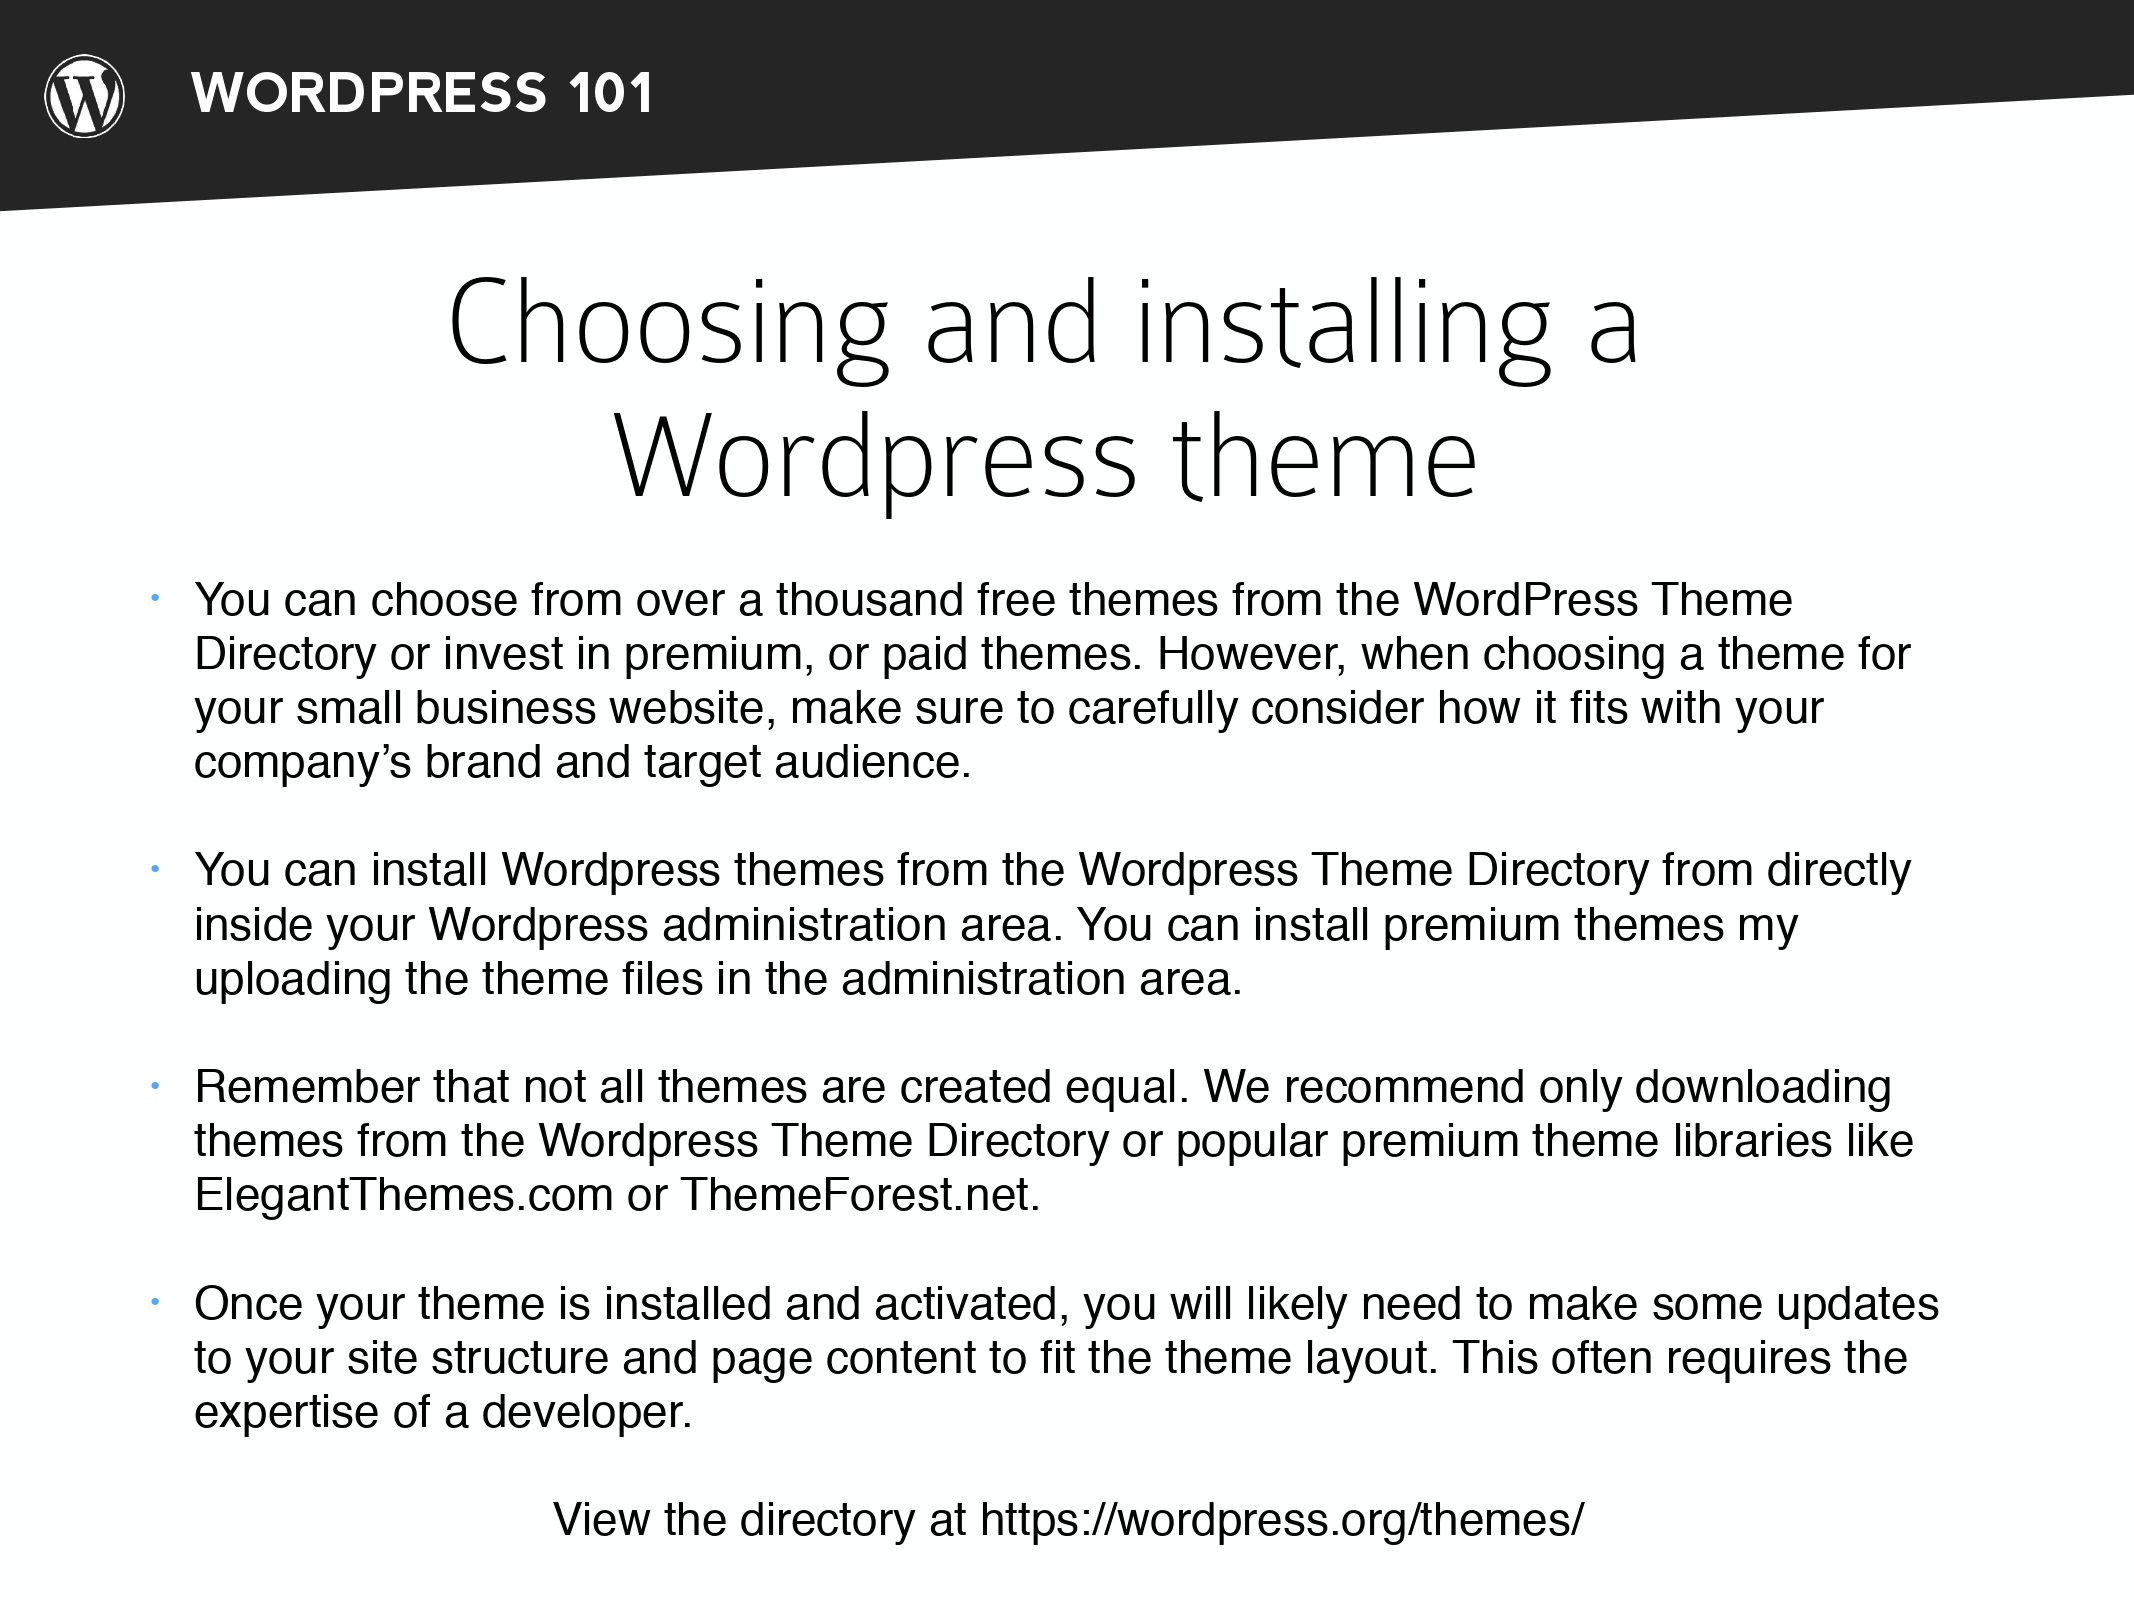 WORDPRESS 101
Choosing and installing a
Wordpress theme
• You can choose from over a thousand free themes from the WordPress Theme
Directory or invest in premium, or paid themes. However, when choosing a theme for
your small business website, make sure to carefully consider how it fits with your
company’s brand and target audience.
• You can install Wordpress themes from the Wordpress Theme Directory from directly
inside your Wordpress administration area. You can install premium themes my
uploading the theme files in the administration area.
• Remember that not all themes are created equal. We recommend only downloading
themes from the Wordpress Theme Directory or popular premium theme libraries like
ElegantThemes.com or ThemeForest.net.
• Once your theme is installed and activated, you will likely need to make some updates
to your site structure and page content to fit the theme layout. This often requires the
expertise of a developer.
View the directory at https://wordpress.org/themes/